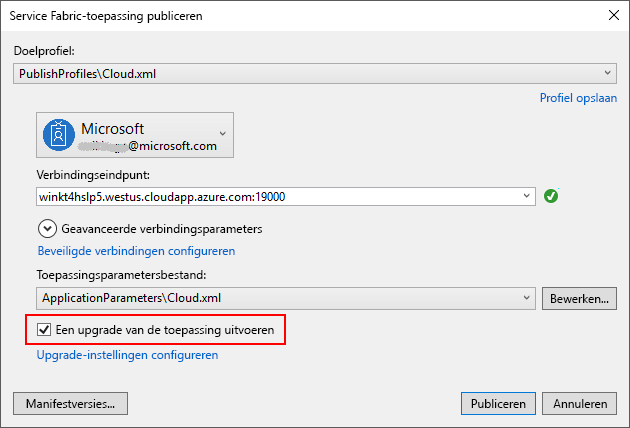 Service Fabric-toepassing publiceren
Doelprofiel:
PublishProfiles\Cloud.xml
Profiel opslaan
Microsoft
@microsoft.com
Verbindingseindpunt:
winkt4hslp5.westus.cloudapp.azure.com:19000
Geavanceerde verbindingsparameters
Beveiligde verbindingen configureren
Toepassingsparametersbestand:
ApplicationParameters\Cloud.xml
Bewerken...
Een upgrade van de toepassing uitvoeren
Upgrade-instellingen configureren
Manifestversies...
Publiceren
Annuleren